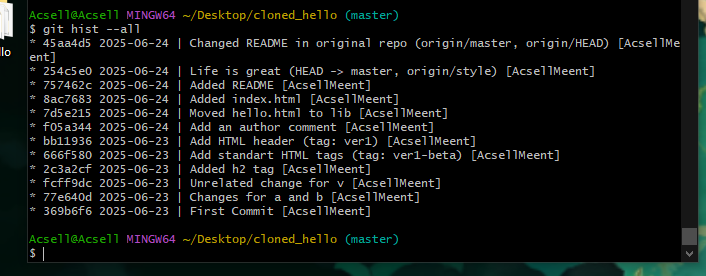 llo
Acsell@Acsell MINGW64 ~/Desktop/cloned_hello (master)
$ git hist --all
* 45aa4d5 2025-06-24 | Changed README in original repo (origin/master, origin/HEAD) [AcsellMe
ent]
* 254c5e0 2025-06-24 | Life is great (HEAD -> master, origin/style) [AcsellMeent]
* 757462c 2025-06-24 | Added README [AcsellMeent]
* 8ac7683 2025-06-24 | Added index.html [AcsellMeent]
* 7d5e215 2025-06-24 | Moved hello.html to lib [AcsellMeent]
* f05a344 2025-06-24 | Add an author comment [AcsellMeent]
* bb11936 2025-06-23 | Add HTML header (tag: ver1) [AcsellMeent]
* 666f580 2025-06-23 | Add standart HTML tags (tag: ver1-beta) [AcsellMeent]
* 2c3a2cf 2025-06-23 | Added h2 tag [AcsellMeent]
* fcff9dc 2025-06-23 | Unrelated change for v [AcsellMeent]
* 77e640d 2025-06-23 | Changes for a and b [AcsellMeent]
* 369b6f6 2025-06-23 | First Commit [AcsellMeent]
Acsell@Acsell MINGW64 ~/Desktop/cloned_hello (master)
$